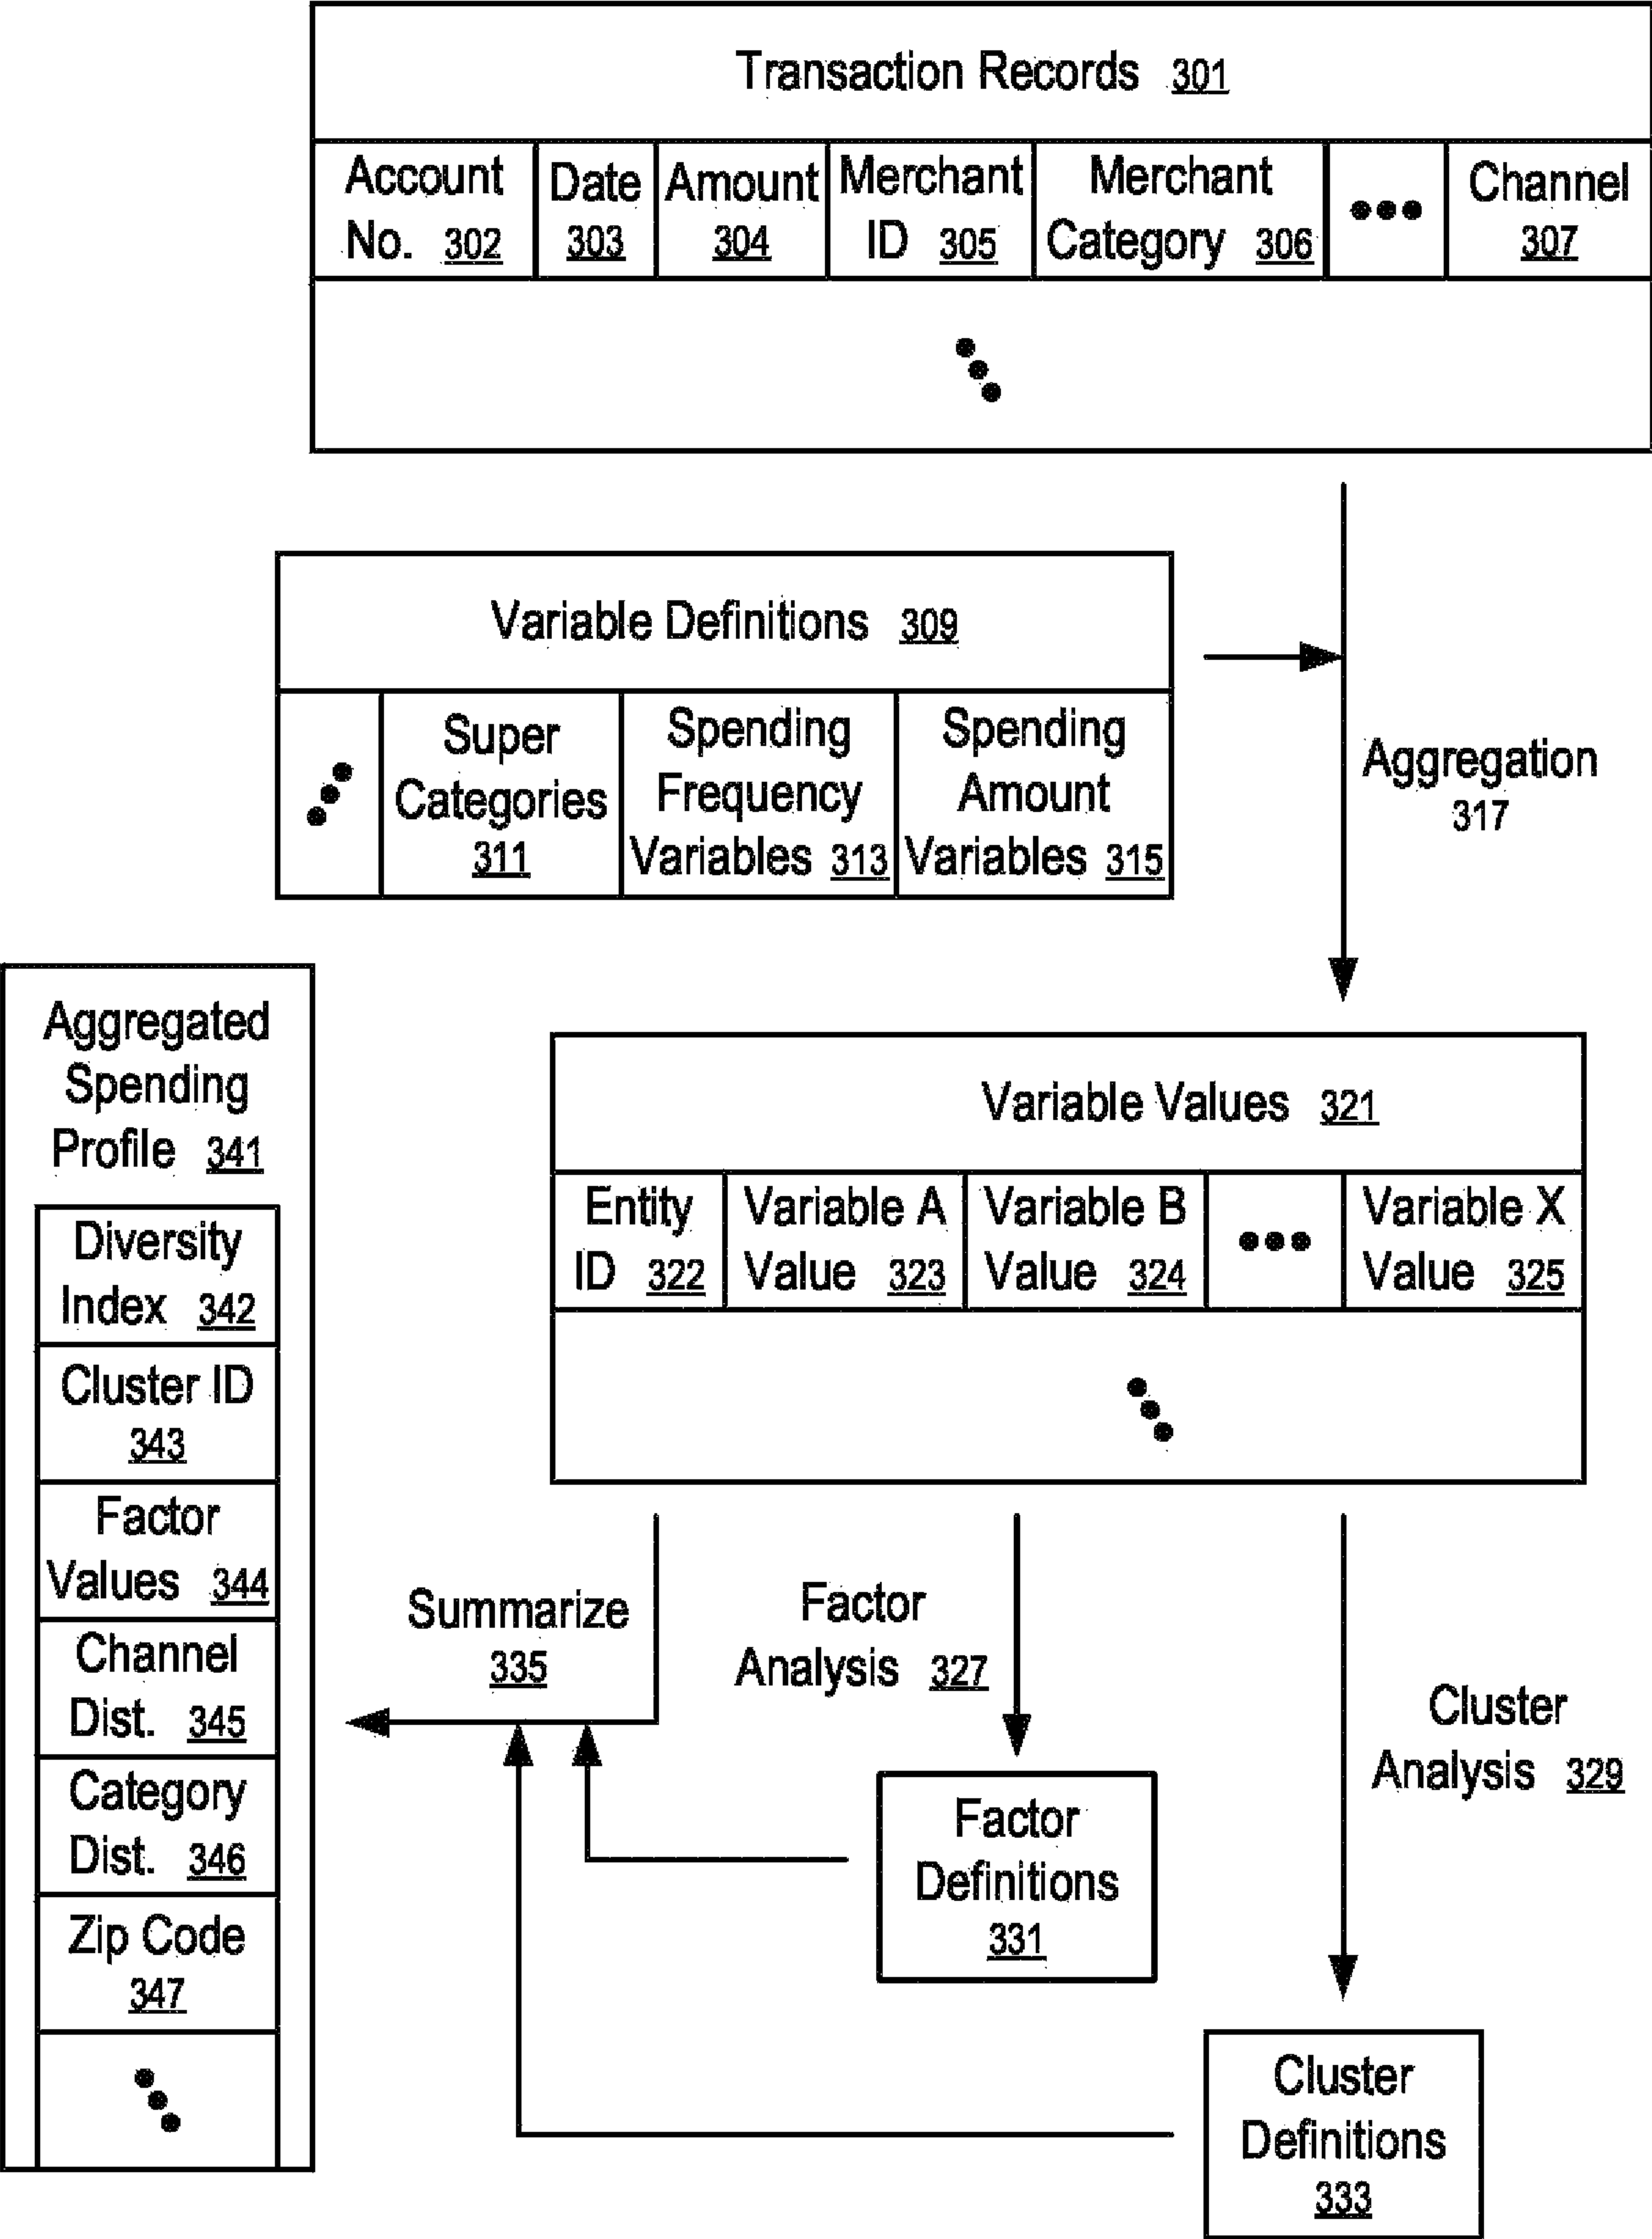 Transaction Records 301
Account
No. 302
Date
303
Amount
304
Merchant
ID 305
Merchant
Category 306
Channel
307
Variable Definitions 309
Super
Categories
311
Spending
Frequency
Variables 313
Spending
Amount
Variables 315
Aggregation
317
Aggregated
Spending
Profile 341
Diversity
Index 342
Cluster ID
343
Factor
Values 344
Channel
Dist. 345
Category
Dist. 346
Zip Code
347
Variable Values 321
Entity
ID 322
Variable A
Value 323
Variable B
Value 324
Variable X
Value 325
Summarize
335
Factor
Analysis 327
Cluster
Analysis 329
Factor
Definitions
331
Cluster
Definitions
333